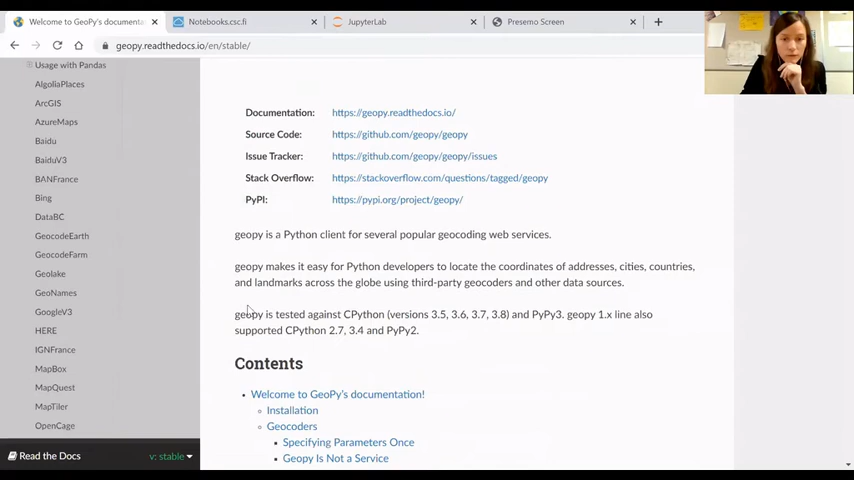 Welcome to GeoPy's documenta
Notebooks.csc.fi
JupyterLab
Presemo Screen
geopy.readthedocs.io/en/stable/
Usage with Pandas
AlgoliaPlaces
ArcGIS
AzureMaps
Baidu
BaiduV3
BANFrance
Bing
DataBC
GeocodeEarth
GeocodeFarm
Geolake
GeoNames
GoogleV3
HERE
IGNFrance
MapBox
MapQuest
MapTiler
OpenCage
Read the Docs
v: stable
Documentation: https://geopy.readthedocs.io/
Source Code: https://github.com/geopy/geopy
Issue Tracker: https://github.com/geopy/geopy/issues
Stack Overflow: https://stackoverflow.com/questions/tagged/geopy
PyPI: https://pypi.org/project/geopy/
geopy is a Python client for several popular geocoding web services.
geopy makes it easy for Python developers to locate the coordinates of addresses, cities, countries,
and landmarks across the globe using third-party geocoders and other data sources.
geopy is tested against CPython (versions 3.5, 3.6, 3.7, 3.8) and PyPy3. geopy 1.x line also
supported CPython 2.7, 3.4 and PyPy2.
Contents
Welcome to GeoPy's documentation!
Installation
Geocoders
Specifying Parameters Once
Geopy Is Not a Service